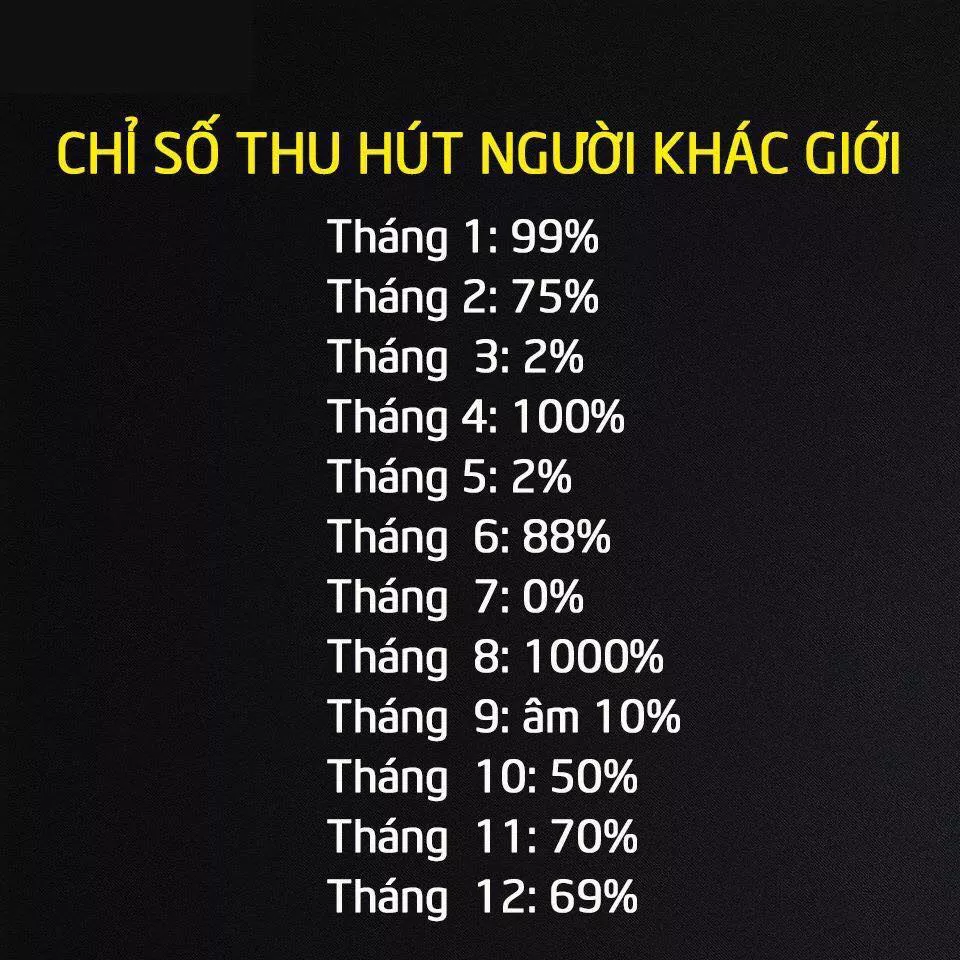 CHỈ SỐ THU HÚT NGƯỜI KHÁC GIỚI
Tháng 1: 99%
Tháng 2: 75%
Tháng 3: 2%
Tháng 4: 100%
Tháng 5: 2%
Tháng 6: 88%
Tháng 7: 0%
Tháng 8: 1000%
Tháng 9: âm 10%
Tháng 10: 50%
Tháng 11: 70%
Tháng 12: 69%